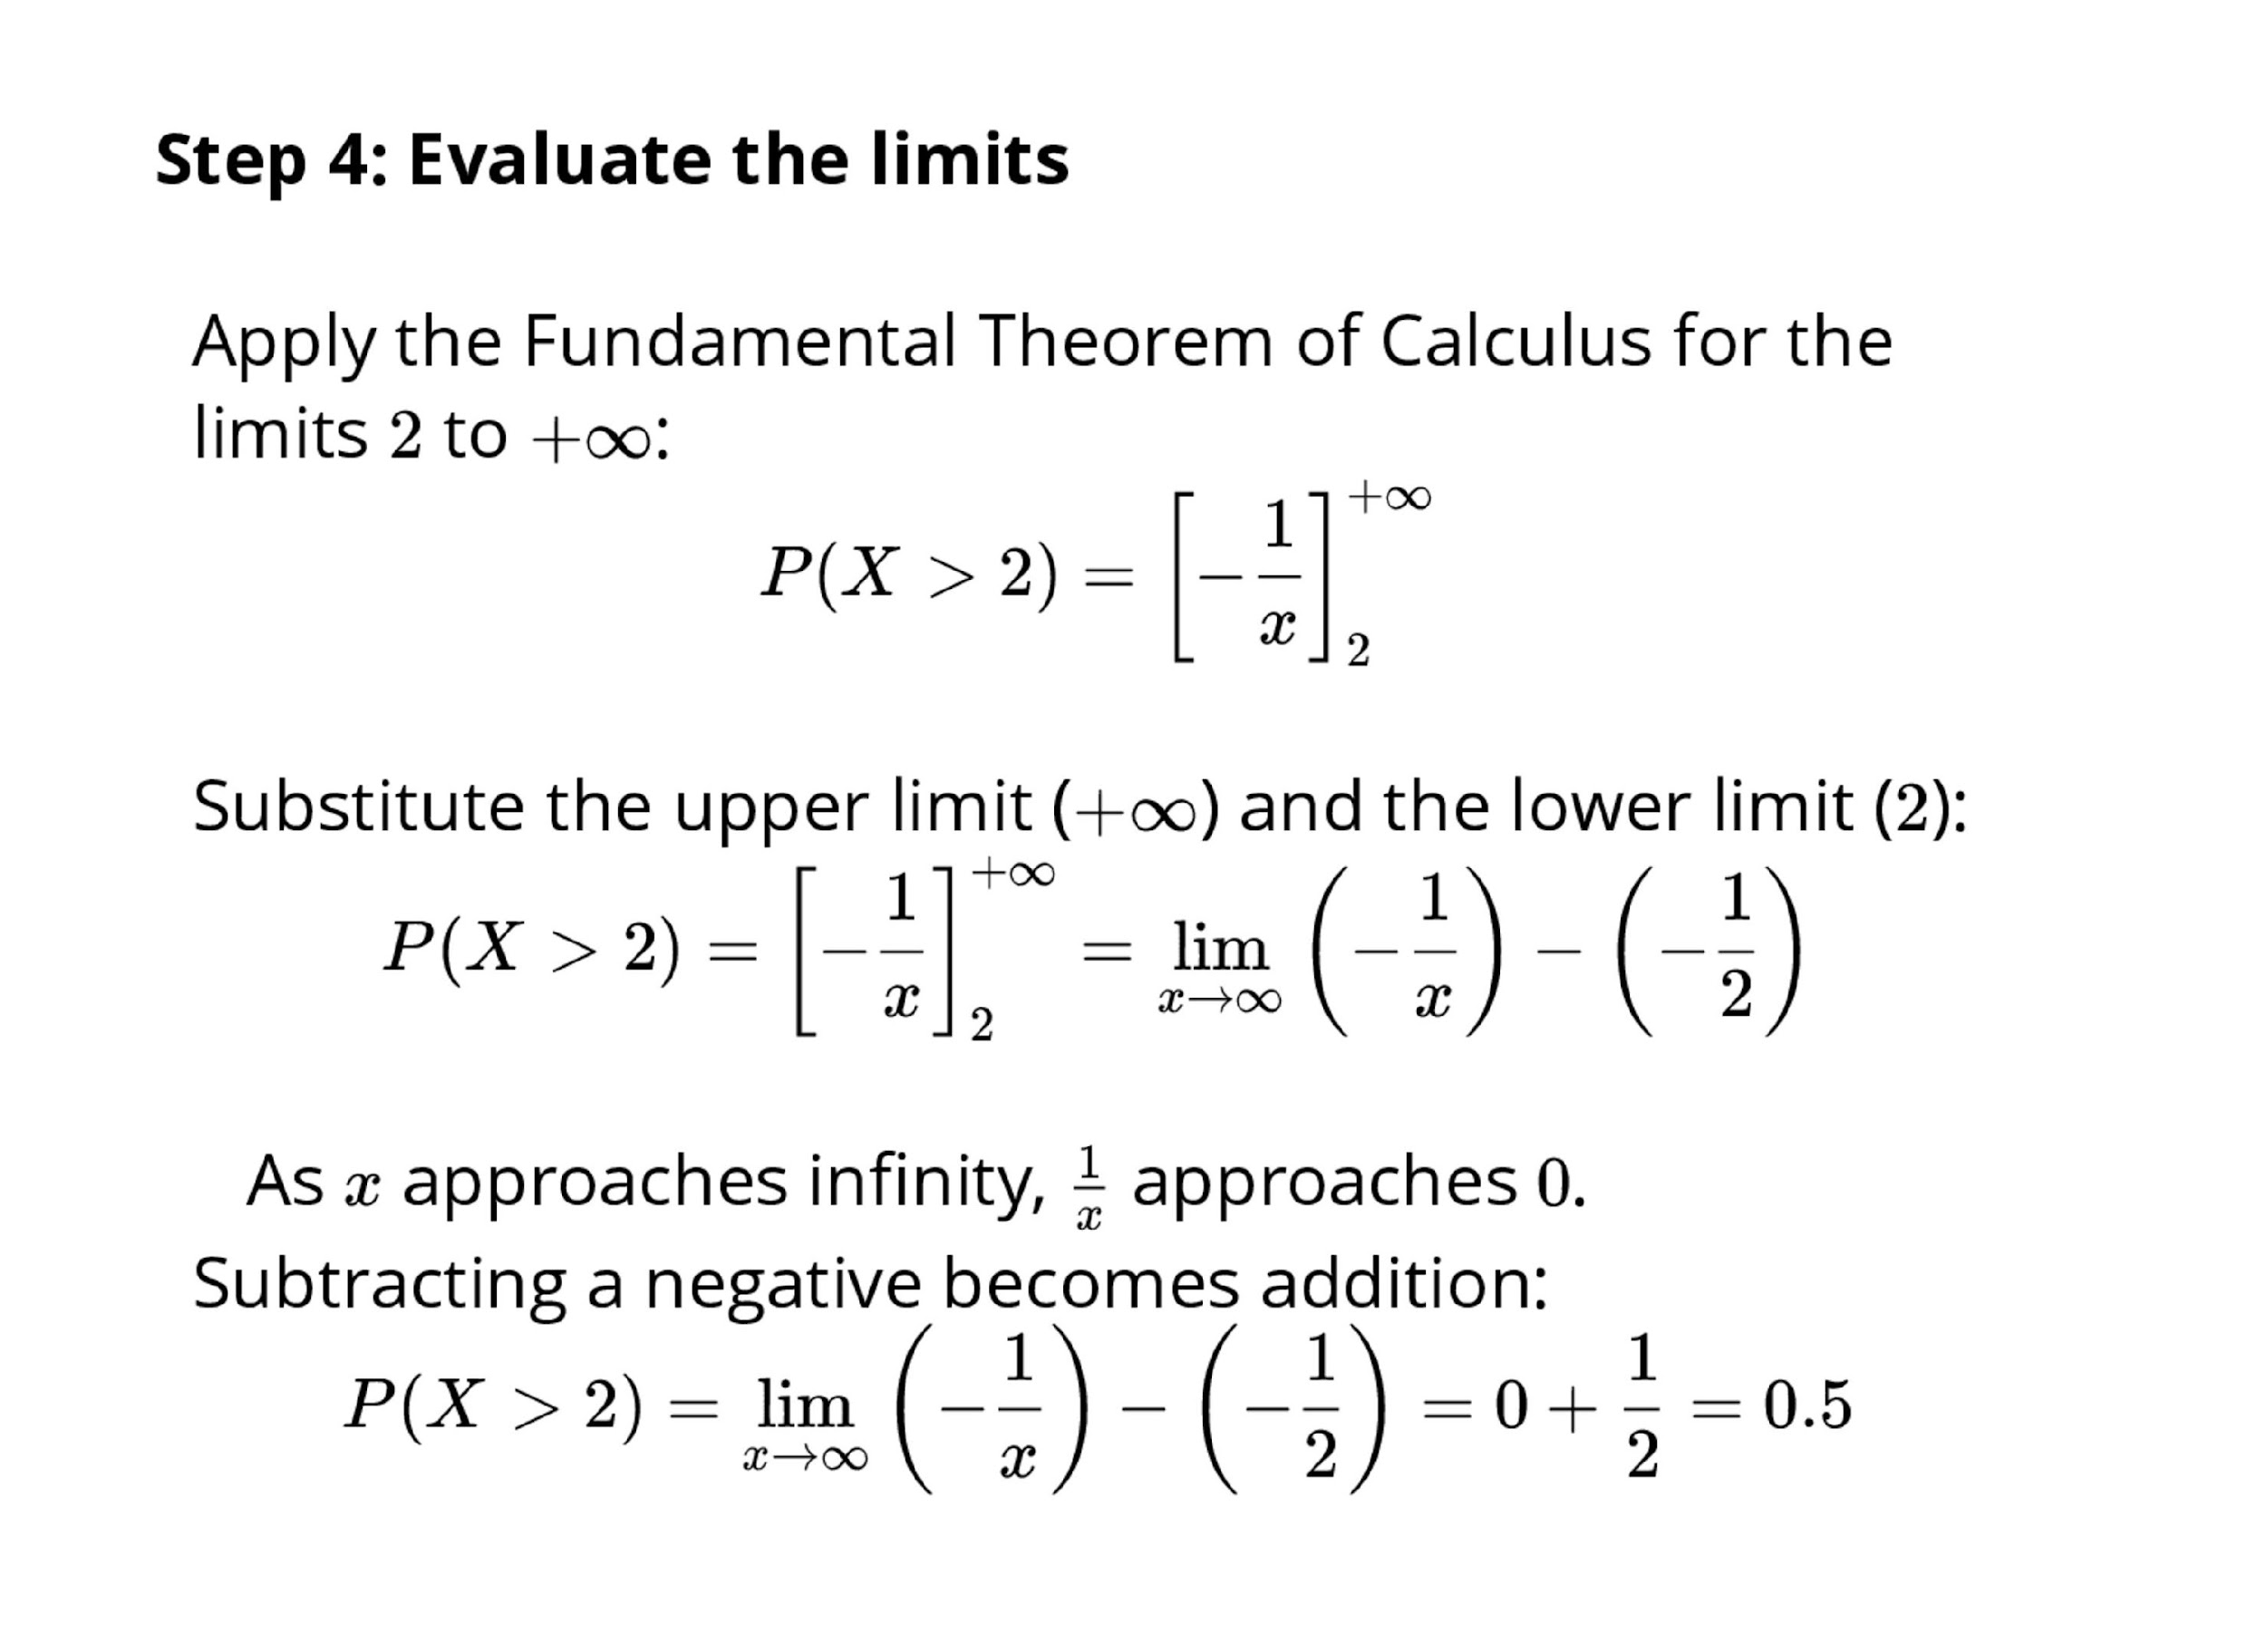 Step 4: Evaluate the limits
Apply the Fundamental Theorem of Calculus for the
limits 2 to +∞:
P(X > 2) = [−1/x]₂^{+∞}
Substitute the upper limit (+∞) and the lower limit (2):
P(X > 2) = [−1/x]₂^{+∞} = lim_{x→∞} (−1/x) − (−1/2)
As x approaches infinity, 1/x approaches 0.
Subtracting a negative becomes addition:
P(X > 2) = lim_{x→∞} (−1/x) − (−1/2) = 0 + 1/2 = 0.5